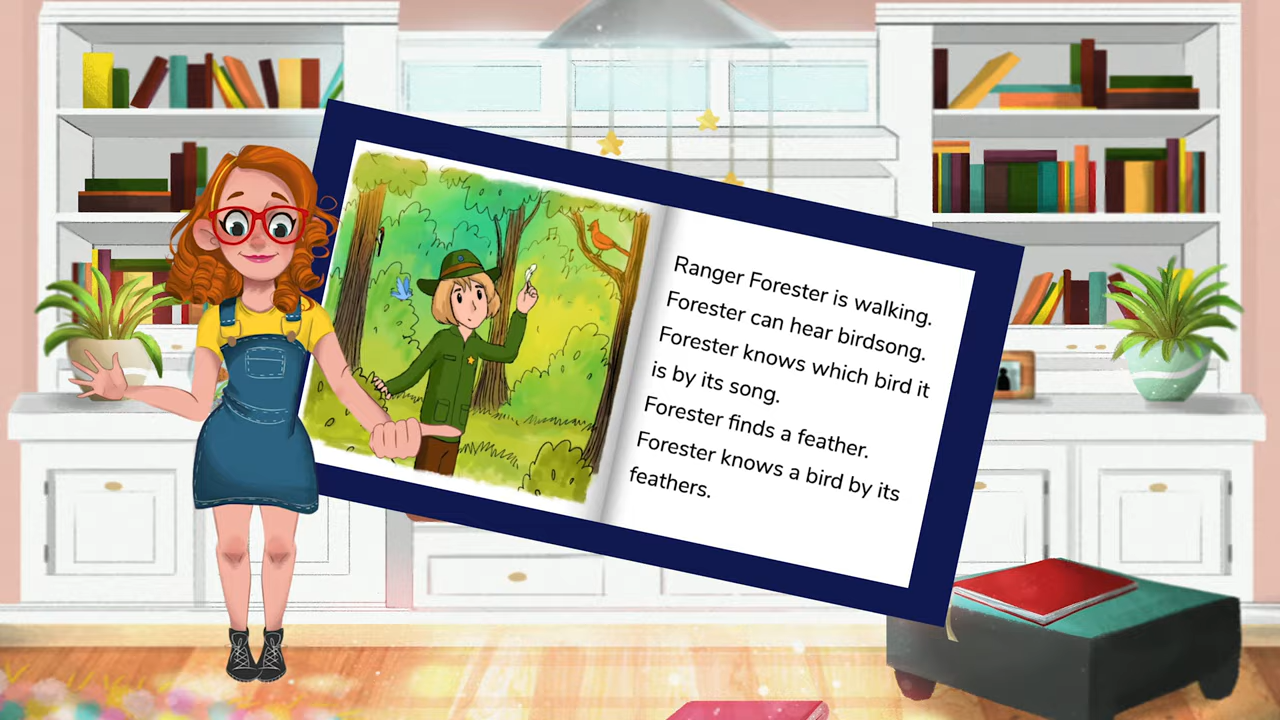 Ranger Forester is walking.
Forester can hear birdsong.
Forester knows which bird it
is by its song.
Forester finds a feather.
Forester knows a bird by its
feathers.